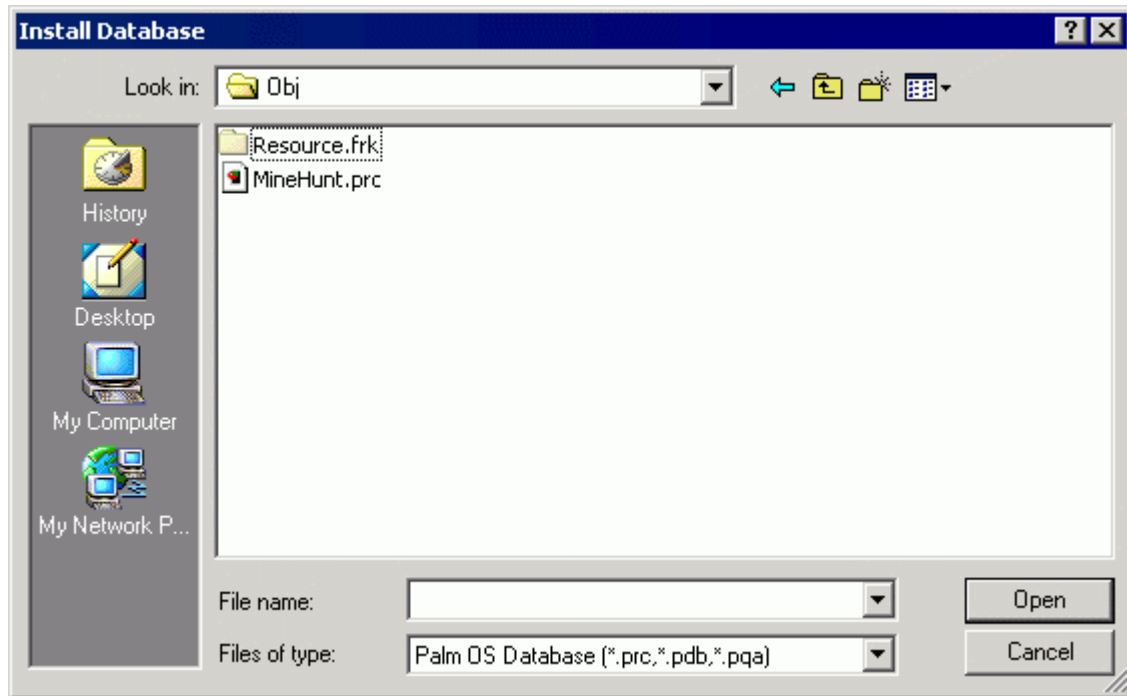 Install Database
Look in: Obj
Resource.frk
MineHunt.prc
History
Desktop
My Computer
My Network P...
File name:
Open
Files of type: Palm OS Database (*.prc,*.pdb,*.pqa)
Cancel